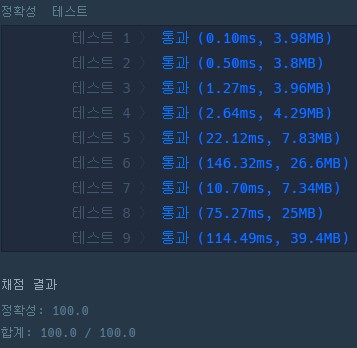 정확성 테스트
테스트 1 〉 통과 (0.10ms, 3.98MB)
테스트 2 〉 통과 (0.50ms, 3.8MB)
테스트 3 〉 통과 (1.27ms, 3.96MB)
테스트 4 〉 통과 (2.64ms, 4.29MB)
테스트 5 〉 통과 (22.12ms, 7.83MB)
테스트 6 〉 통과 (146.32ms, 26.6MB)
테스트 7 〉 통과 (10.70ms, 7.34MB)
테스트 8 〉 통과 (75.27ms, 25MB)
테스트 9 〉 통과 (114.49ms, 39.4MB)
채점 결과
정확성: 100.0
합계: 100.0 / 100.0